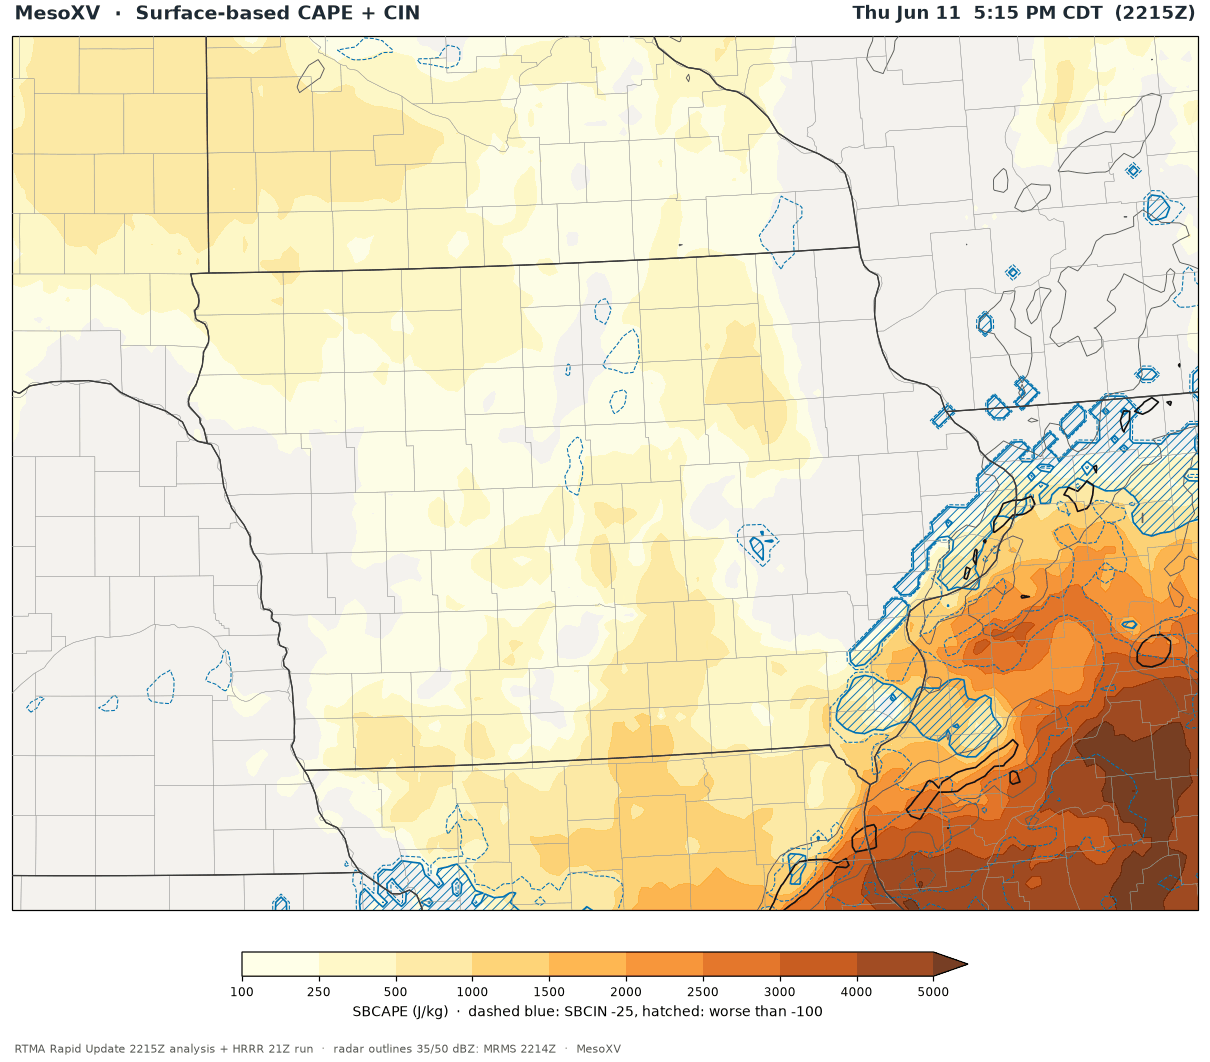 MesoXV · Surface-based CAPE + CIN
Thu Jun 11 5:15 PM CDT (2215Z)
100 250 500 1000 1500 2000 2500 3000 4000 5000
SBCAPE (J/kg) · dashed blue: SBCIN -25, hatched: worse than -100
RTMA Rapid Update 2215Z analysis + HRRR 21Z run · radar outlines 35/50 dBZ: MRMS 2214Z · MesoXV